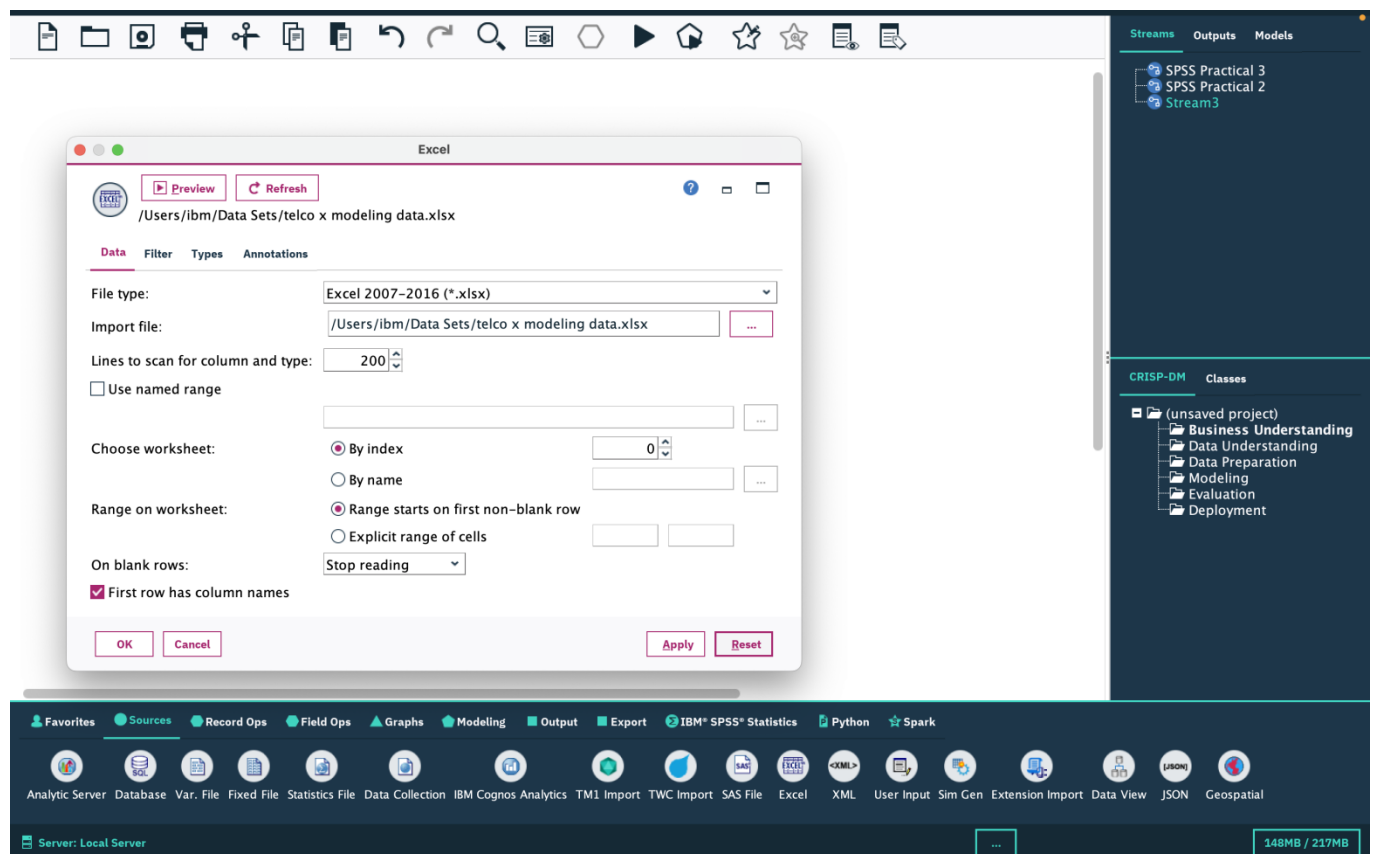 Streams Outputs Models
SPSS Practical 3
SPSS Practical 2
Stream3
Excel
EXCEL
Preview
Refresh
?
/Users/ibm/Data Sets/telco x modeling data.xlsx
Data Filter Types Annotations
File type: Excel 2007-2016 (*.xlsx)
Import file: /Users/ibm/Data Sets/telco x modeling data.xlsx ...
Lines to scan for column and type: 200
Use named range
...
Choose worksheet: By index 0
By name ...
Range on worksheet: Range starts on first non-blank row
Explicit range of cells
On blank rows: Stop reading
First row has column names
OK Cancel Apply Reset
CRISP-DM Classes
(unsaved project)
Business Understanding
Data Understanding
Data Preparation
Modeling
Evaluation
Deployment
Favorites Sources Record Ops Field Ops Graphs Modeling Output Export IBM® SPSS® Statistics Python Spark
SQL SAS EXCEL <XML> {JSON}
Analytic Server Database Var. File Fixed File Statistics File Data Collection IBM Cognos Analytics TM1 Import TWC Import SAS File Excel XML User Input Sim Gen Extension Import Data View JSON Geospatial
Server: Local Server ... 148MB / 217MB